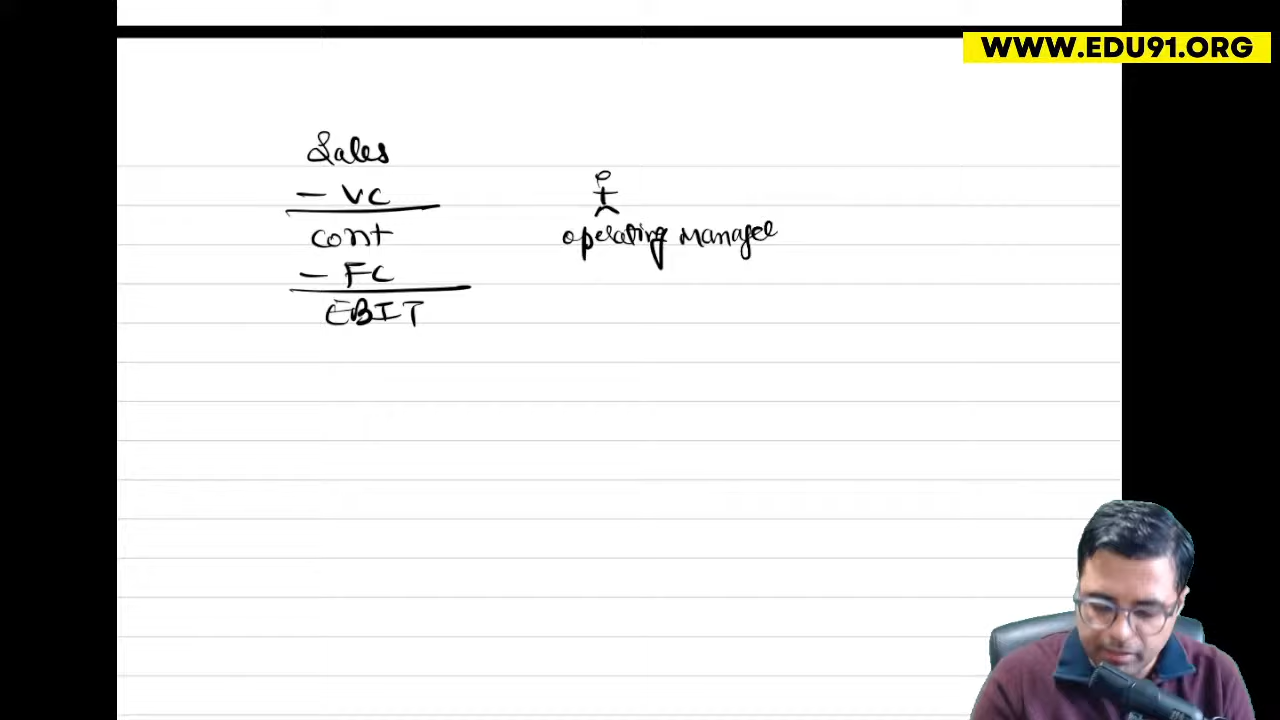 WWW.EDU91.ORG
Sales
- VC
cont
- FC
EBIT
operating manager